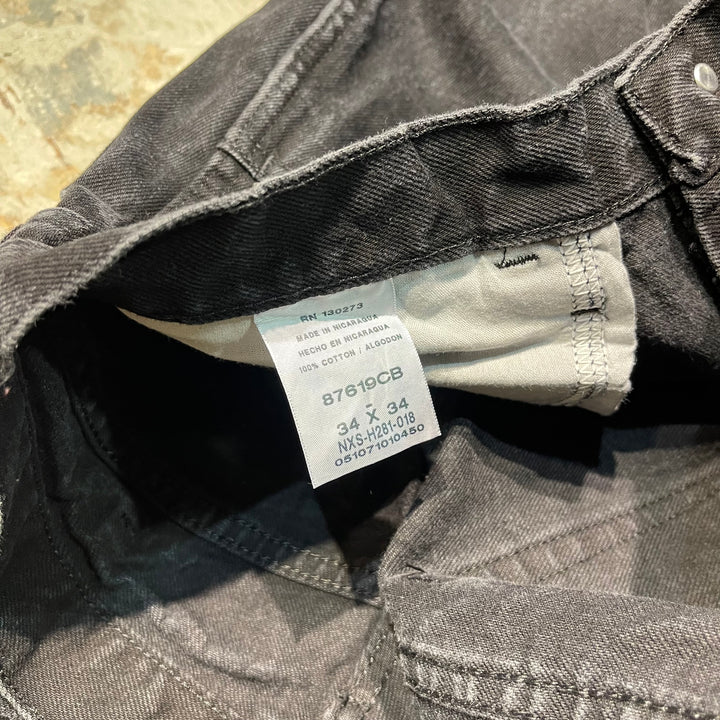 RN 130273
MADE IN NICARAGUA
HECHO EN NICARAGUA
100% COTTON / ALGODON
87619CB
-
34 X 34
NXS-H281-018
051071010450